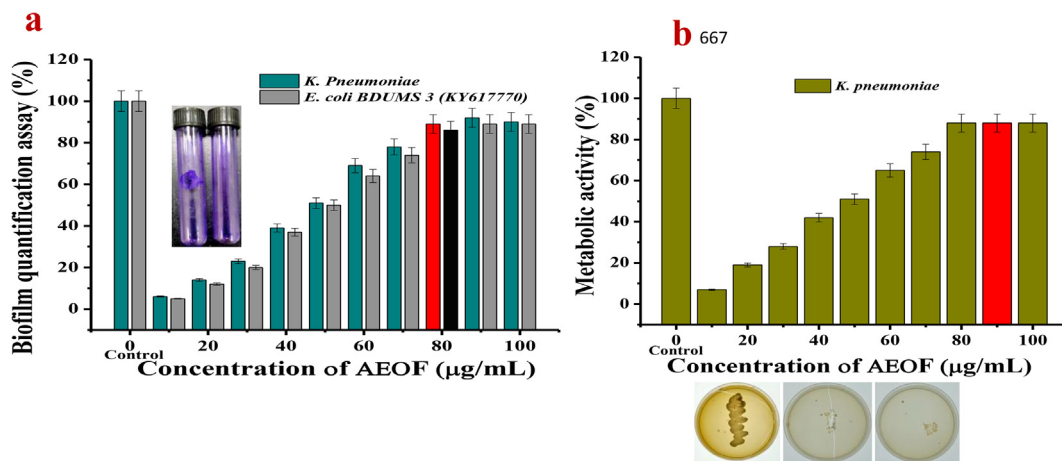 a
Biofilm quantification assay (%)
120
100
80
60
40
20
0
K. Pneumoniae
E. coli BDUMS 3 (KY617770)
0 20 40 60 80 100
Control
Concentration of AEOF (µg/mL)
b 667
Metabolic activity (%)
120
100
80
60
40
20
0
K. pneumoniae
0 20 40 60 80 100
Control
Concentration of AEOF (µg/mL)